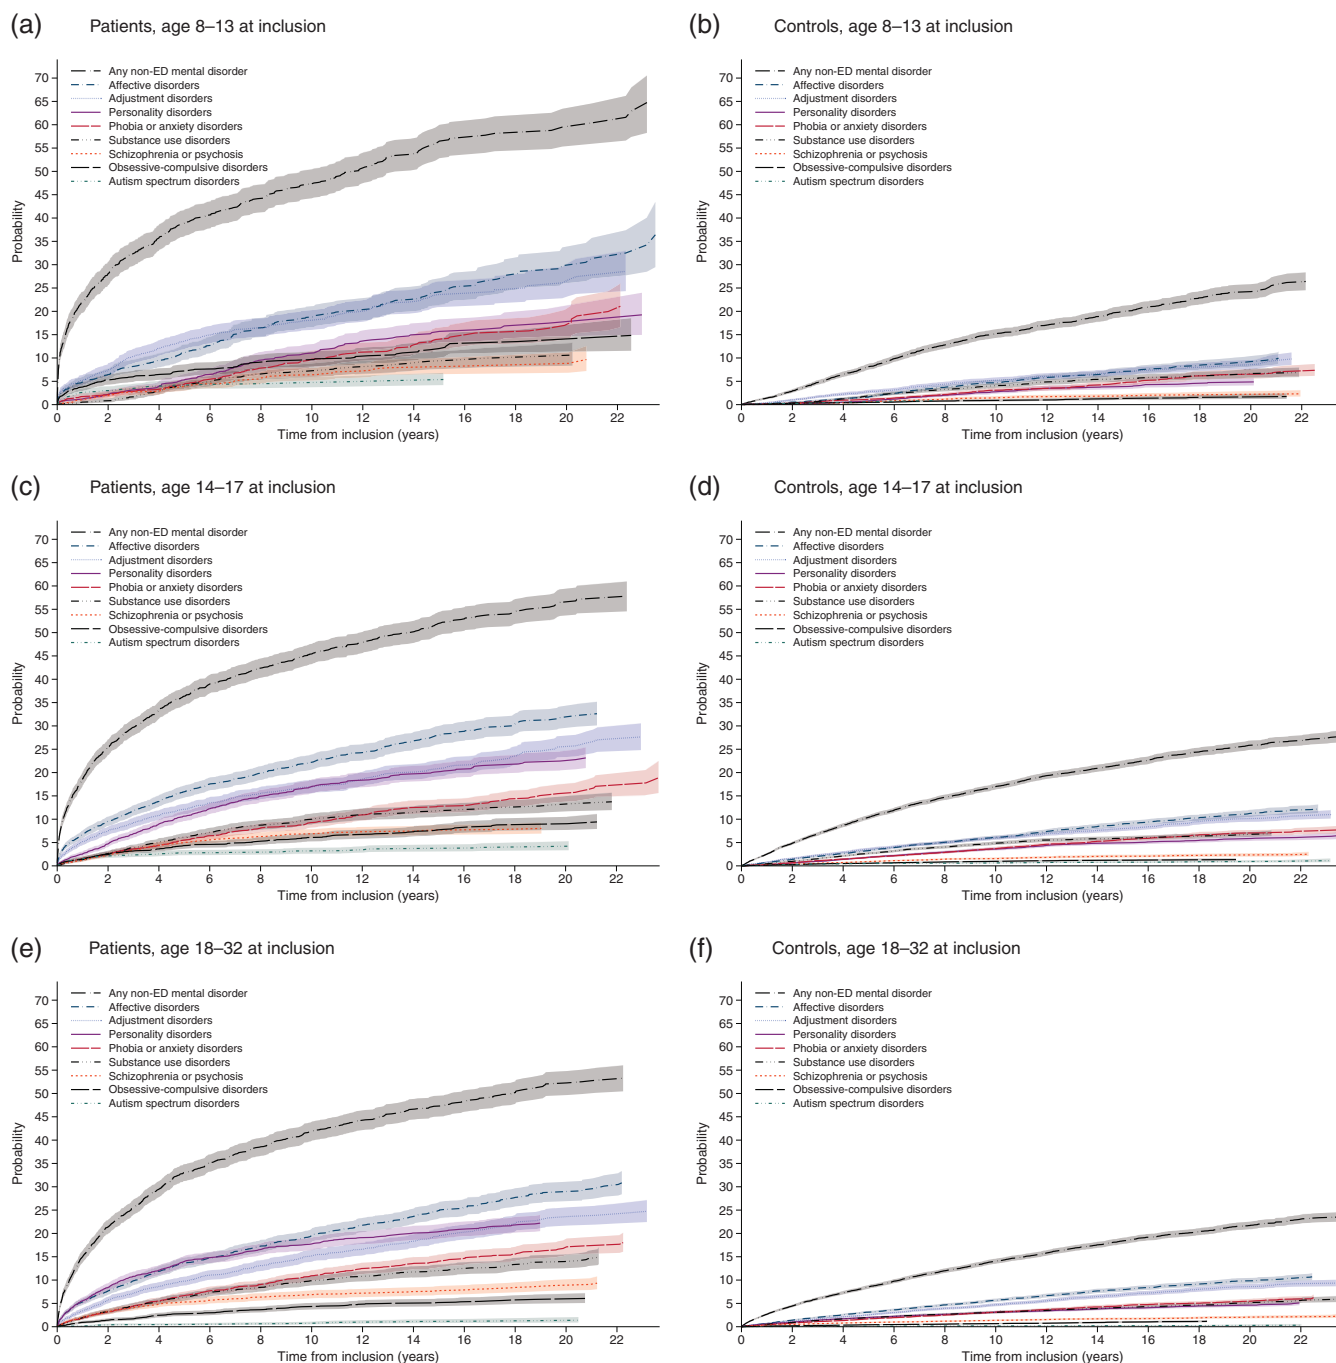 (a) Patients, age 8–13 at inclusion
Probability
70
65
60
55
50
45
40
35
30
25
20
15
10
5
0
Any non-ED mental disorder
Affective disorders
Adjustment disorders
Personality disorders
Phobia or anxiety disorders
Substance use disorders
Schizophrenia or psychosis
Obsessive-compulsive disorders
Autism spectrum disorders
0 2 4 6 8 10 12 14 16 18 20 22
Time from inclusion (years)
(b) Controls, age 8–13 at inclusion
Probability
70
65
60
55
50
45
40
35
30
25
20
15
10
5
0
Any non-ED mental disorder
Affective disorders
Adjustment disorders
Personality disorders
Phobia or anxiety disorders
Substance use disorders
Schizophrenia or psychosis
Obsessive-compulsive disorders
Autism spectrum disorders
0 2 4 6 8 10 12 14 16 18 20 22
Time from inclusion (years)
(c) Patients, age 14–17 at inclusion
Probability
70
65
60
55
50
45
40
35
30
25
20
15
10
5
0
Any non-ED mental disorder
Affective disorders
Adjustment disorders
Personality disorders
Phobia or anxiety disorders
Substance use disorders
Schizophrenia or psychosis
Obsessive-compulsive disorders
Autism spectrum disorders
0 2 4 6 8 10 12 14 16 18 20 22
Time from inclusion (years)
(d) Controls, age 14–17 at inclusion
Probability
70
65
60
55
50
45
40
35
30
25
20
15
10
5
0
Any non-ED mental disorder
Affective disorders
Adjustment disorders
Personality disorders
Phobia or anxiety disorders
Substance use disorders
Schizophrenia or psychosis
Obsessive-compulsive disorders
Autism spectrum disorders
0 2 4 6 8 10 12 14 16 18 20 22
Time from inclusion (years)
(e) Patients, age 18–32 at inclusion
Probability
70
65
60
55
50
45
40
35
30
25
20
15
10
5
0
Any non-ED mental disorder
Affective disorders
Adjustment disorders
Personality disorders
Phobia or anxiety disorders
Substance use disorders
Schizophrenia or psychosis
Obsessive-compulsive disorders
Autism spectrum disorders
0 2 4 6 8 10 12 14 16 18 20 22
Time from inclusion (years)
(f) Controls, age 18–32 at inclusion
Probability
70
65
60
55
50
45
40
35
30
25
20
15
10
5
0
Any non-ED mental disorder
Affective disorders
Adjustment disorders
Personality disorders
Phobia or anxiety disorders
Substance use disorders
Schizophrenia or psychosis
Obsessive-compulsive disorders
Autism spectrum disorders
0 2 4 6 8 10 12 14 16 18 20 22
Time from inclusion (years)